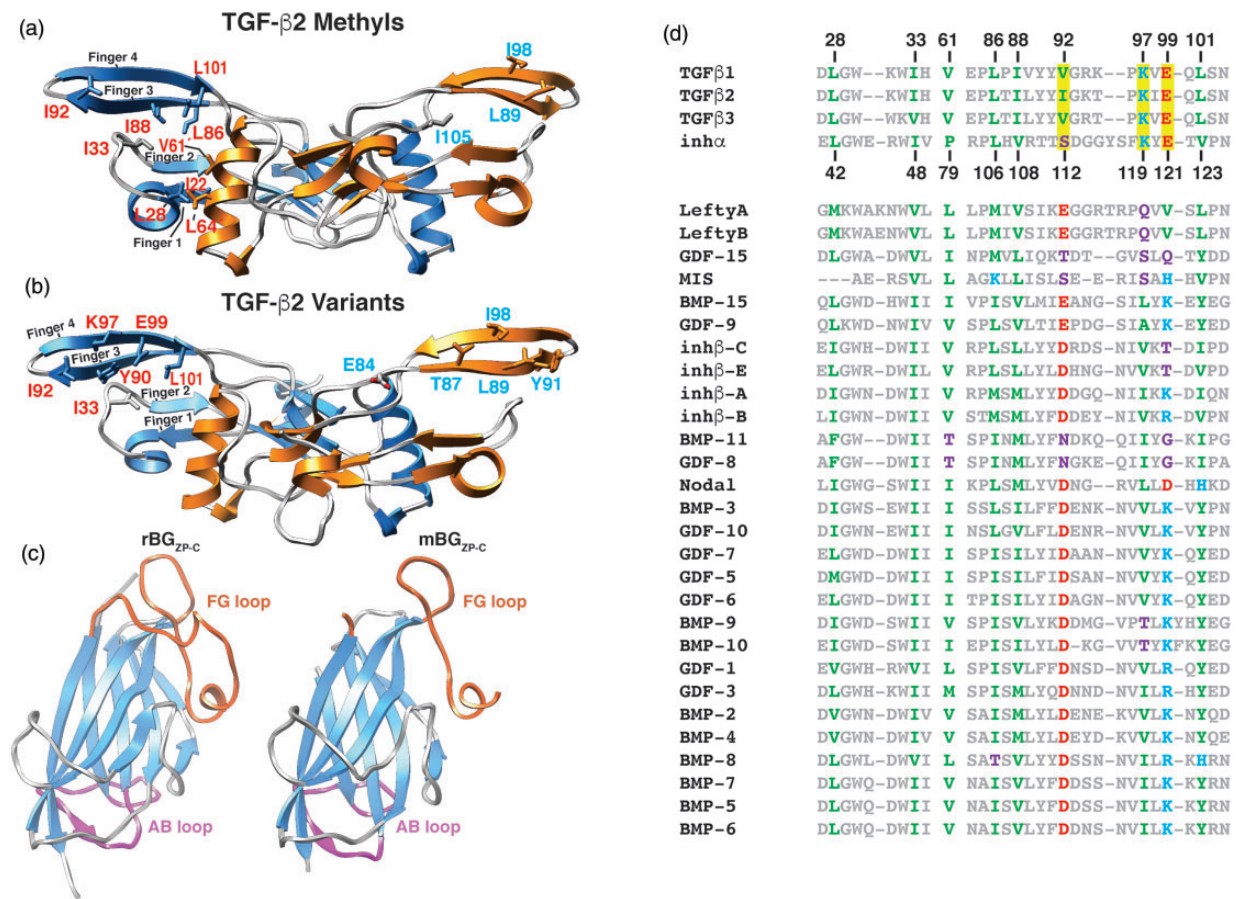 (a)
TGF-β2 Methyls
Finger 4
L101
I98
Finger 3
I92
L89
I88
L86
V61
I33
Finger 2
I105
I22
L28
L64
Finger 1
(b)
TGF-β2 Variants
Finger 4
K97
E99
I98
Finger 3
E84
I92
Y90
L101
T87
L89
Y91
Finger 2
I33
Finger 1
(c)
rBG ZP-C
mBG ZP-C
FG loop
FG loop
AB loop
AB loop
(d)
28 33 61 86 88 92 97 99 101
TGFβ1 DLGW--KWIHV V EPLPIVYYVGRK--PKVE-QLSN
TGFβ2 DLGW--KWIH V EPLTILYYIGKT--PKIE-QLSN
TGFβ3 DLGW--KWVH V EPLTILYYVGRT--PKVE-QLSN
inhα ELGWE-RWIV P RPLHVRTTSDGGYSFKYE-TVPN
42 48 79 106 108 112 119 121 123
LeftyA GMKWAKNWVL L LPMIVSIKEGGRTRPQVV-SLPN
LeftyB GMKWAENWVL L LPMIVSIKEGGRTRPQVV-SLPN
GDF-15 DLGWA-DWVL I NPMVLIQKTDT--GVSLQ-TYDD
MIS ---AE-RSVL L AGKLLISLSE-E-RISAH-HVPN
BMP-15 QLGWD-HWII I VPISVLMIEANG-SILYK-EYEG
GDF-9 DLKWD-NWIV V SPLSVLTIEPDG-SIAYK-EYED
inhβ-C ELGWQ-DWII V RPLSLLYYDRDS-NIVKT-DIPD
inhβ-E ELGWR-DWIL V RPLSLLYLDHNG-NVVKT-DVPD
inhβ-A DIGWN-DWII V RPMSMLYYDDGQ-NIIKK-DIQN
inhβ-B LIGWN-DWII V STMSMLYFDDEY-NIVKR-DVPN
BMP-11 AFGW-DWII T SPINMLYFNDKQ-QIIYG-KIPG
GDF-8 AFGW-DWII T SPINMLYFNGKE-QIIYG-KIPA
Nodal LIGWG-SWII I KPLSMLYVDNG--RVLLD-HHKD
BMP-3 DIGWS-EWII I SSLSILFFDENK-NVVLK-VYPN
GDF-10 DIGWN-EWII I NSLGVLFLDENR-NVVLK-VYPN
GDF-7 ELGWD-DWII I SPISILYIDAAN-NVVYK-QYED
GDF-5 DMGWD-DWII I SPISILFIDSAN-NVVYK-QYED
GDF-6 ELGWD-DWII I TPISILYIDAGN-NVVYK-QYED
BMP-9 DIGWD-SWII V SPISVLYKDDMG-VPTLKYHYEG
BMP-10 DIGWD-SWII I EPISILYLD-KG-VVTYKFKYEG
GDF-1 EVGWH-RWVI L SPISVLFFDNSD-NVVLR-QYED
GDF-3 DLGWH-KWII M SPISMLYQDNND-NVILR-HYED
BMP-2 DVGWN-DWIV V SAISMLYLDENE-KVVLK-NYQD
BMP-4 DVGWN-DWIV V SAISMLYLDEYD-KVVLK-NYQE
BMP-8 DLGWL-DWVI L SATSVLYYDSSN-NVILR-HRN
BMP-7 DLGWQ-DWII V NAISVLYFDDSS-NVILK-KYRN
BMP-5 DLGWQ-DWII V NAISVLYFDDSS-NVILK-KYRN
BMP-6 DLGWQ-DWII V NAISVLYFDDNS-NVILK-KYRN